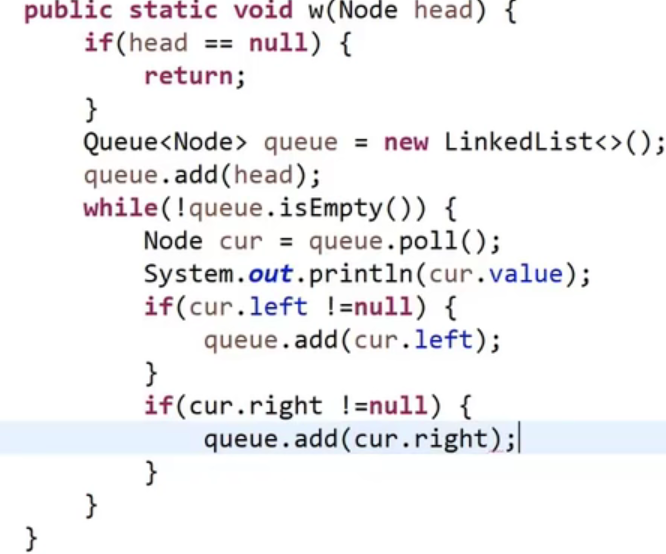 public static void w(Node head) {
if(head == null) {
return;
}
Queue<Node> queue = new LinkedList<>();
queue.add(head);
while(!queue.isEmpty()) {
Node cur = queue.poll();
System.out.println(cur.value);
if(cur.left !=null) {
queue.add(cur.left);
}
if(cur.right !=null) {
queue.add(cur.right);
}
}
}